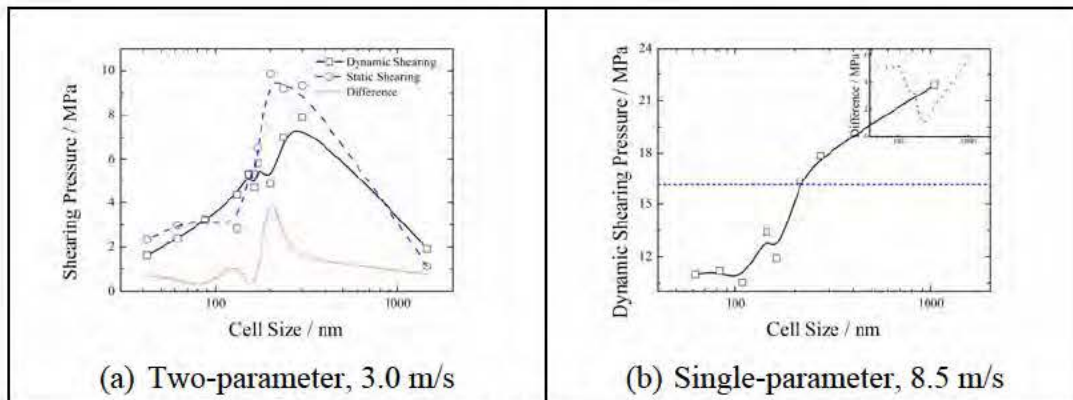 Dynamic Shearing
Static Shearing
Difference
Shearing Pressure / MPa
10
8
6
4
2
0
100
1000
Cell Size / nm
(a) Two-parameter, 3.0 m/s
Dynamic Shearing Pressure / MPa
24
21
18
15
12
Difference / MPa
100
1000
100
1000
Cell Size / nm
(b) Single-parameter, 8.5 m/s